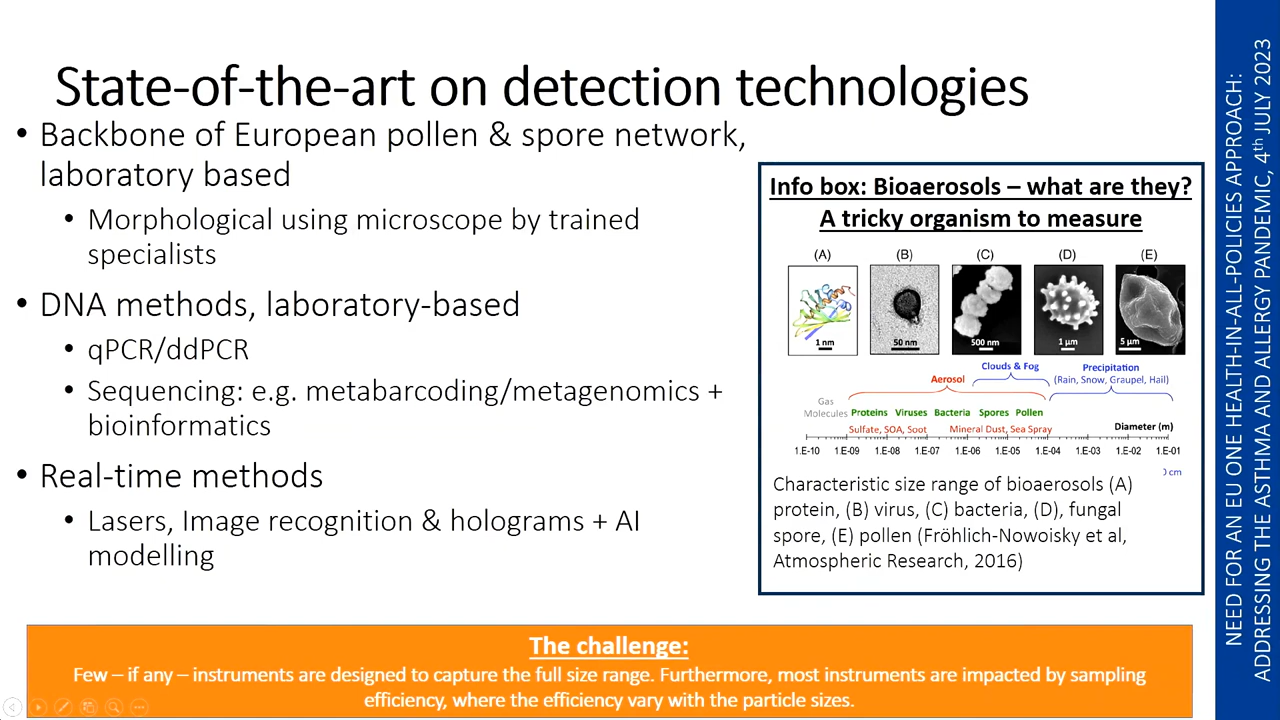 State-of-the-art on detection technologies
• Backbone of European pollen & spore network,
laboratory based
• Morphological using microscope by trained
specialists
• DNA methods, laboratory-based
• qPCR/ddPCR
• Sequencing: e.g. metabarcoding/metagenomics +
bioinformatics
• Real-time methods
• Lasers, Image recognition & holograms + AI
modelling
Info box: Bioaerosols – what are they?
A tricky organism to measure
(A) (B) (C) (D) (E)
1 nm 50 nm 500 nm 1 µm 5 µm
Clouds & Fog Precipitation
Aerosol (Rain, Snow, Graupel, Hail)
Gas
Molecules Proteins Viruses Bacteria Spores Pollen
Sulfate, SOA, Soot Mineral Dust, Sea Spray Diameter (m)
1.E-10 1.E-09 1.E-08 1.E-07 1.E-06 1.E-05 1.E-04 1.E-03 1.E-02 1.E-01
0 cm
Characteristic size range of bioaerosols (A)
protein, (B) virus, (C) bacteria, (D), fungal
spore, (E) pollen (Fröhlich-Nowoisky et al,
Atmospheric Research, 2016)
The challenge:
Few – if any – instruments are designed to capture the full size range. Furthermore, most instruments are impacted by sampling
efficiency, where the efficiency vary with the particle sizes.
NEED FOR AN EU ONE HEALTH-IN-ALL-POLICIES APPROACH:
ADDRESSING THE ASTHMA AND ALLERGY PANDEMIC, 4th JULY 2023